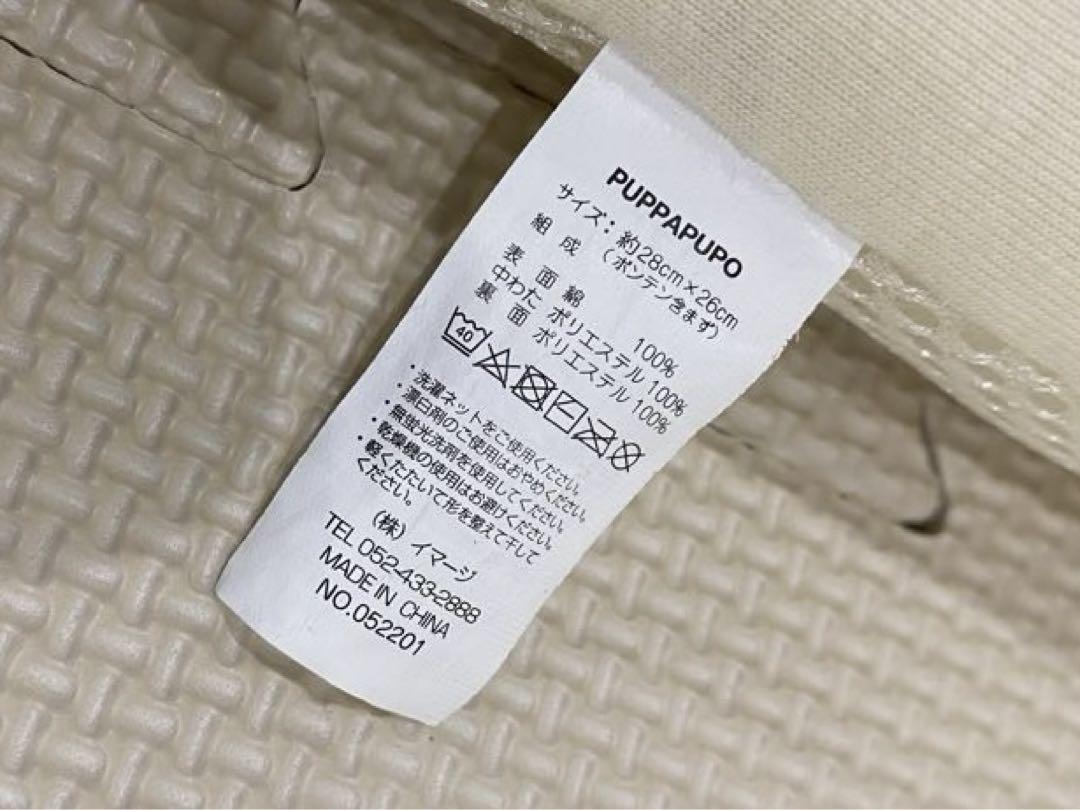 PUPPAPUPO
サイズ：約28cm×26cm
（ポンテン含まず）
組成
表面 綿 100%
中わた ポリエステル 100%
裏面 ポリエステル 100%
40
・洗濯ネットをご使用ください。
・漂白剤のご使用はおやめください。
・無蛍光洗剤を使用してください。
・乾燥機の使用はお避けください。
・軽くたたいて形を整えて干して
ください。
（株）イマージ
TEL 052-433-2888
MADE IN CHINA
NO.052201